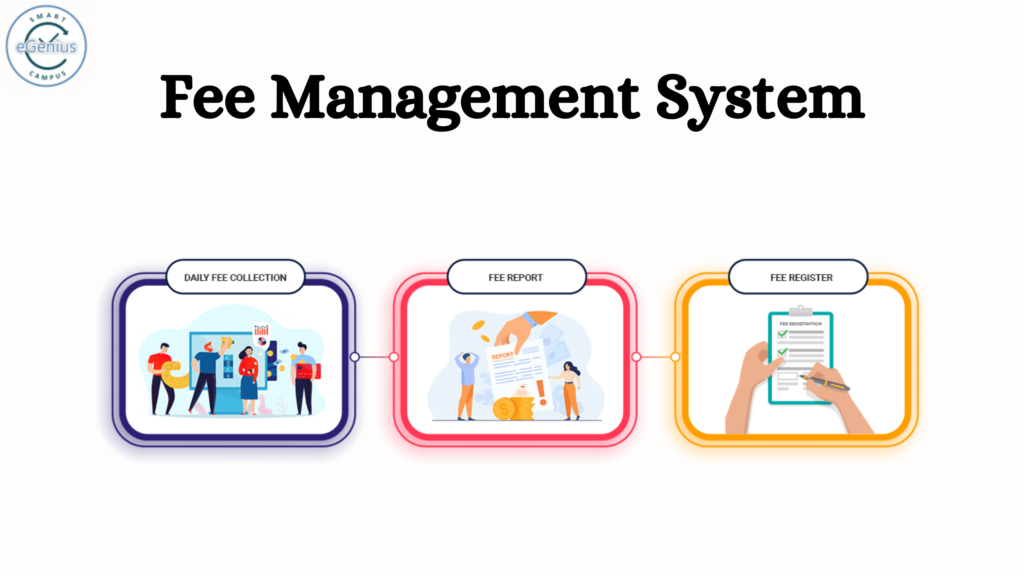 SMART
eGenius
CAMPUS
Fee Management System
DAILY FEE COLLECTION
FEE REPORT
FEE REGISTER
REPORT
FEE REGISTRATION